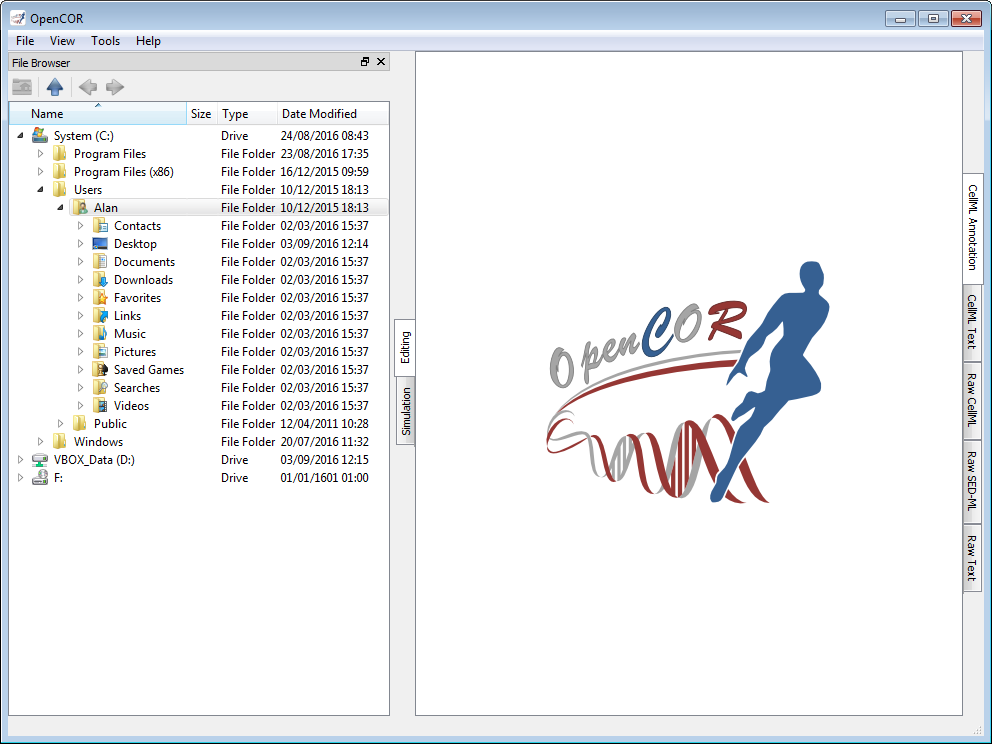 OpenCOR
File View Tools Help
File Browser
Name Size Type Date Modified
System (C:) Drive 24/08/2016 08:43
Program Files File Folder 23/08/2016 17:35
Program Files (x86) File Folder 16/12/2015 09:59
Users File Folder 10/12/2015 18:13
Alan File Folder 10/12/2015 18:13
Contacts File Folder 02/03/2016 15:37
Desktop File Folder 03/09/2016 12:14
Documents File Folder 02/03/2016 15:37
Downloads File Folder 02/03/2016 15:37
Favorites File Folder 02/03/2016 15:37
Links File Folder 02/03/2016 15:37
Music File Folder 02/03/2016 15:37
Pictures File Folder 02/03/2016 15:37
Saved Games File Folder 02/03/2016 15:37
Searches File Folder 02/03/2016 15:37
Videos File Folder 02/03/2016 15:37
Public File Folder 12/04/2011 10:28
Windows File Folder 20/07/2016 11:32
VBOX_Data (D:) Drive 03/09/2016 12:15
F: Drive 01/01/1601 01:00
Editing
Simulation
OpenCOR
CellML Annotation
CellML Text
Raw CellML
Raw SED-ML
Raw Text